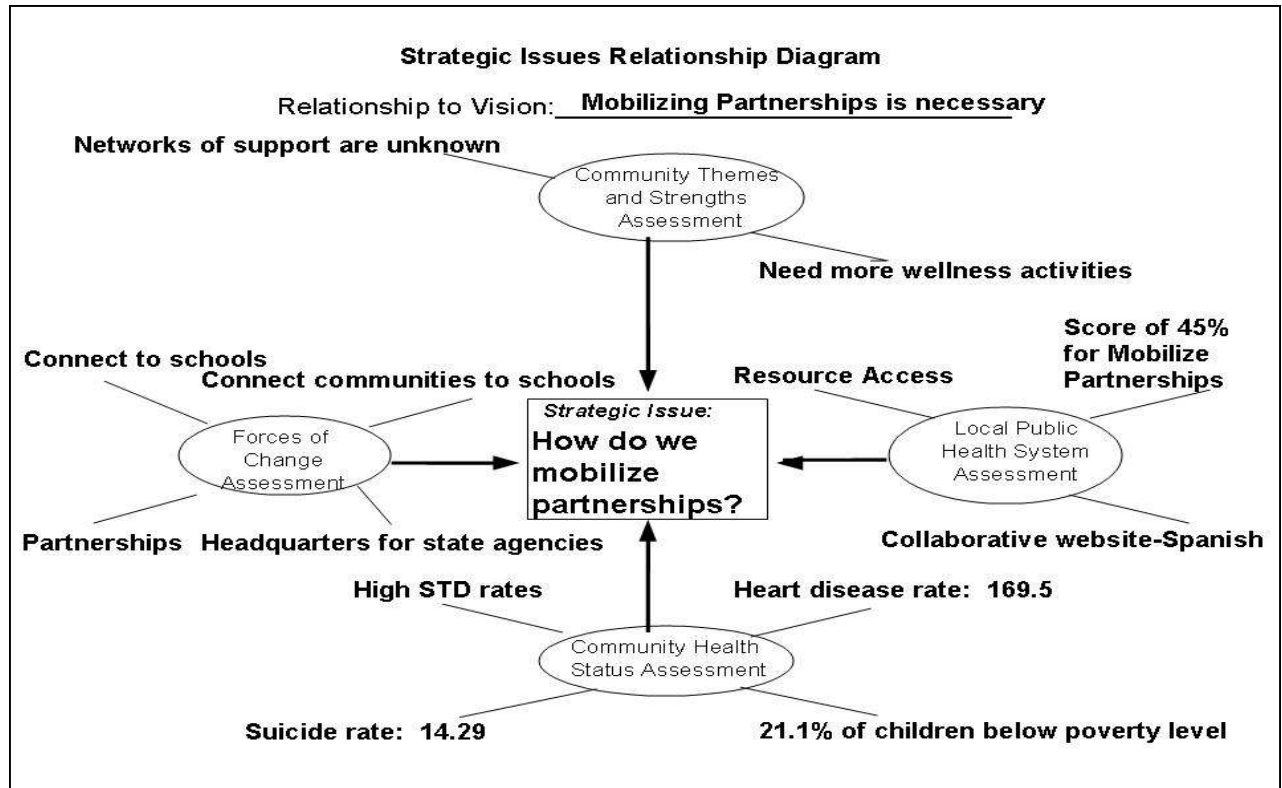 Strategic Issues Relationship Diagram
Relationship to Vision: Mobilizing Partnerships is necessary
Networks of support are unknown
Community Themes
and Strengths
Assessment
Need more wellness activities
Connect to schools
Connect communities to schools
Forces of
Change
Assessment
Partnerships
Headquarters for state agencies
Strategic Issue:
How do we
mobilize
partnerships?
Resource Access
Score of 45%
for Mobilize
Partnerships
Local Public
Health System
Assessment
Collaborative website-Spanish
High STD rates
Heart disease rate: 169.5
Community Health
Status Assessment
Suicide rate: 14.29
21.1% of children below poverty level